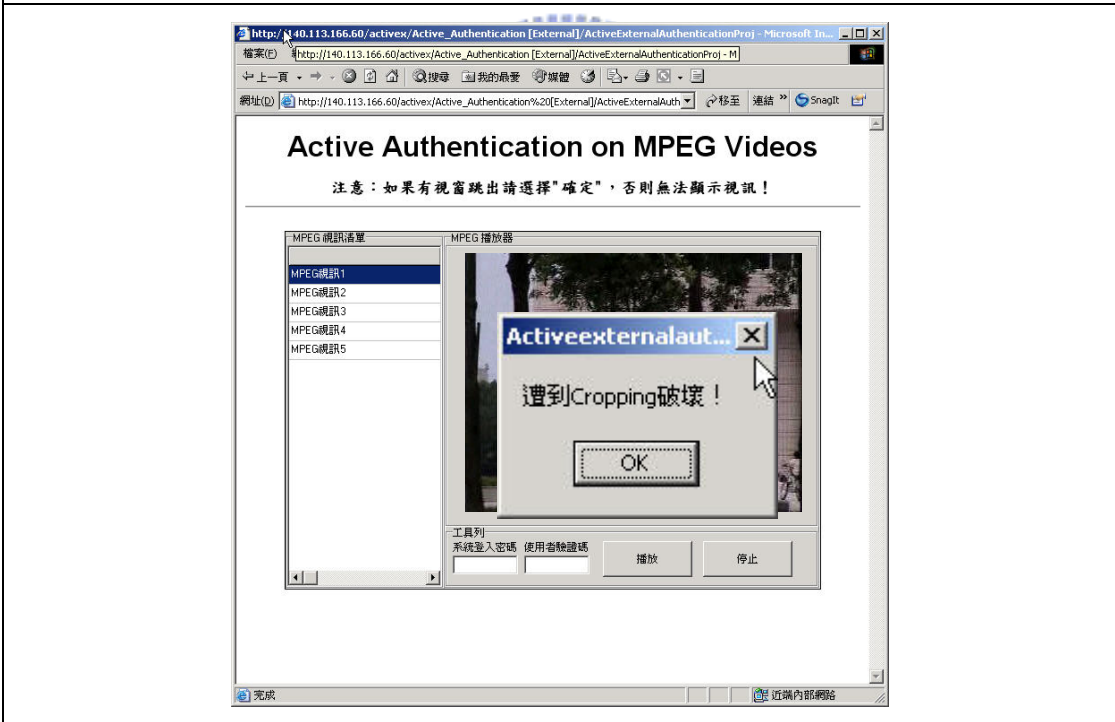 http://140.113.166.60/activex/Active_Authentication [External]/ActiveExternalAuthenticationProj - Microsoft In...
檔案(F)
http://140.113.166.60/activex/Active_Authentication [External]/ActiveExternalAuthenticationProj - M
上一頁 搜尋 我的最愛 媒體
網址(D) http://140.113.166.60/activex/Active_Authentication%20[External]/ActiveExternalAuth 移至 連結 » SnagIt
Active Authentication on MPEG Videos
注意：如果有視窗跳出請選擇"確定"，否則無法顯示視訊！
MPEG 視訊清單
MPEG視訊1
MPEG視訊2
MPEG視訊3
MPEG視訊4
MPEG視訊5
MPEG 播放器
Activeexternalaut...
遭到Cropping破壞！
OK
工具列
系統登入密碼 使用者驗證碼
播放 停止
完成 近端內部網路